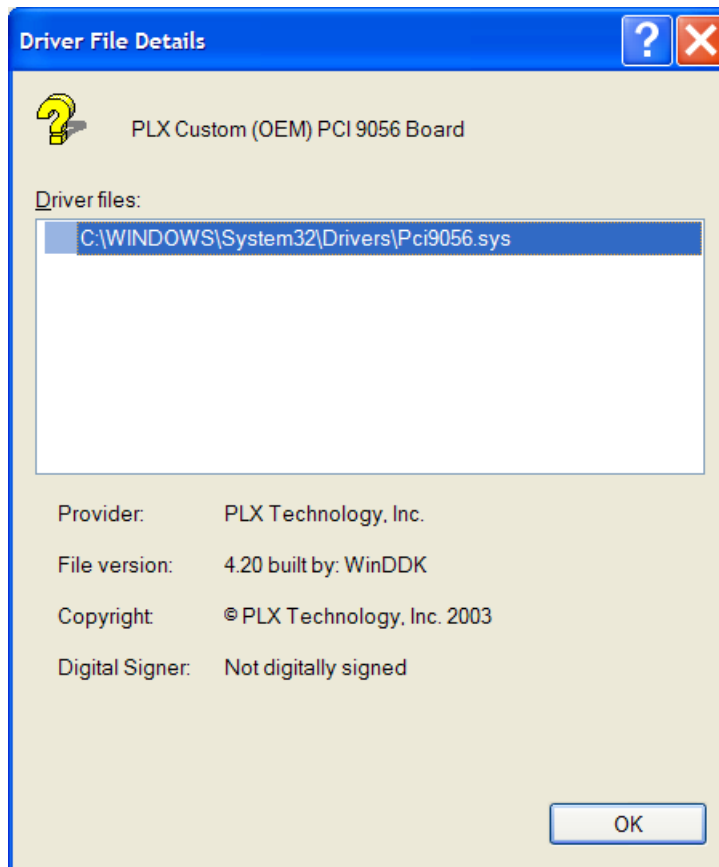 Driver File Details
PLX Custom (OEM) PCI 9056 Board
Driver files:
C:\WINDOWS\System32\Drivers\Pci9056.sys
Provider: PLX Technology, Inc.
File version: 4.20 built by: WinDDK
Copyright: © PLX Technology, Inc. 2003
Digital Signer: Not digitally signed
OK